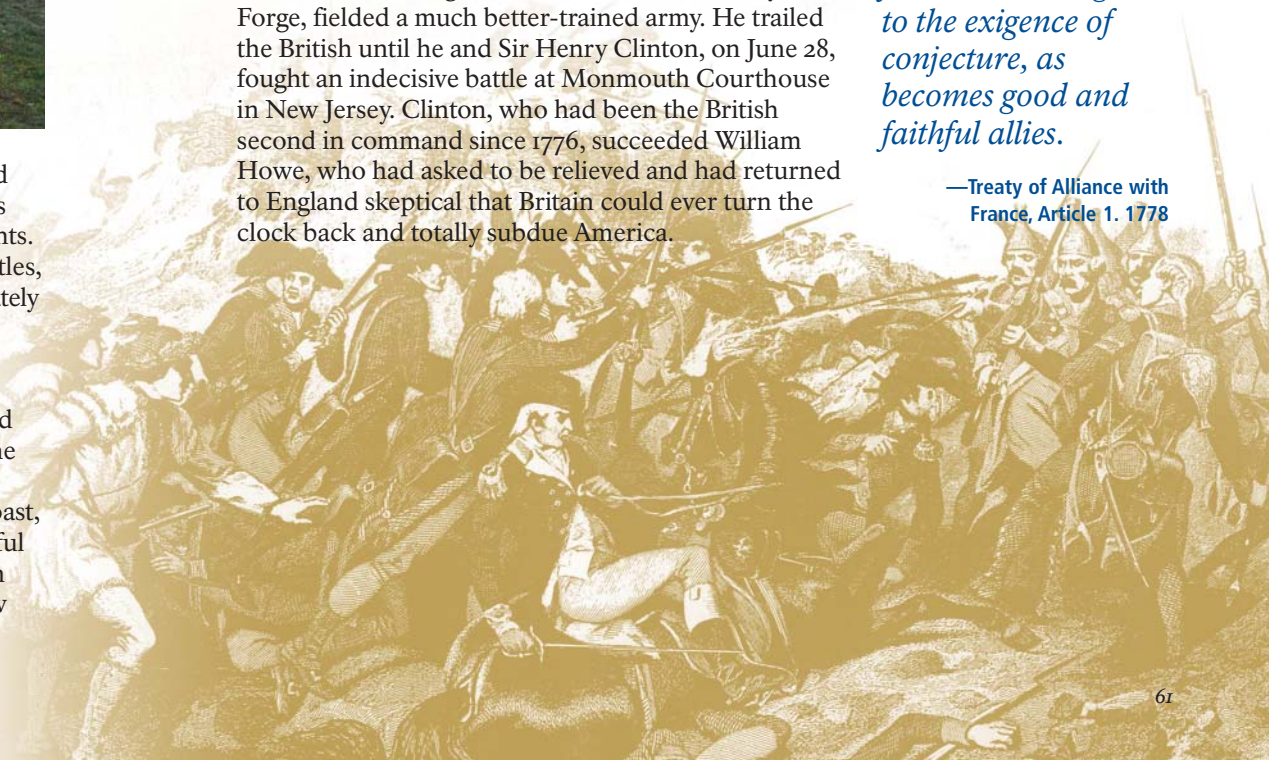 Forge, fielded a much better-trained army. He trailed
the British until he and Sir Henry Clinton, on June 28,
fought an indecisive battle at Monmouth Courthouse
in New Jersey. Clinton, who had been the British
second in command since 1776, succeeded William
Howe, who had asked to be relieved and had returned
to England skeptical that Britain could ever turn the
clock back and totally subdue America.
to the exigence of
conjecture, as
becomes good and
faithful allies.
—Treaty of Alliance with
France, Article 1. 1778
61